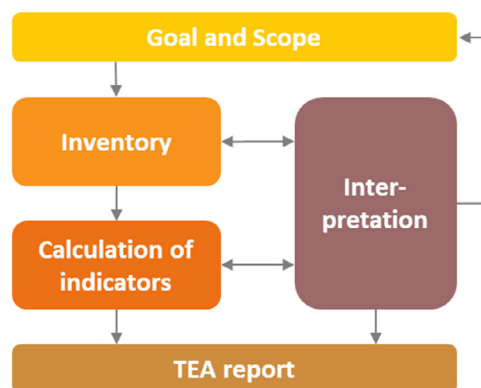 Goal and Scope
Inventory
Inter-
pretation
Calculation of
indicators
TEA report